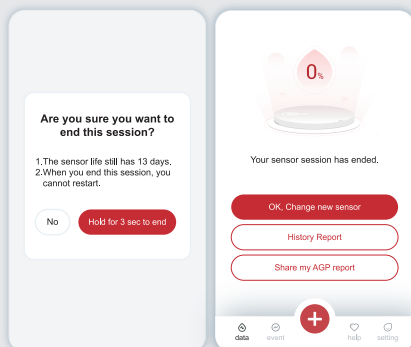 Are you sure you want to
end this session?
1.The sensor life still has 13 days.
2.When you end this session, you
cannot restart.
No
Hold for 3 sec to end
0%
Your sensor session has ended.
OK, Change new sensor
History Report
Share my AGP report
data
event
help
setting